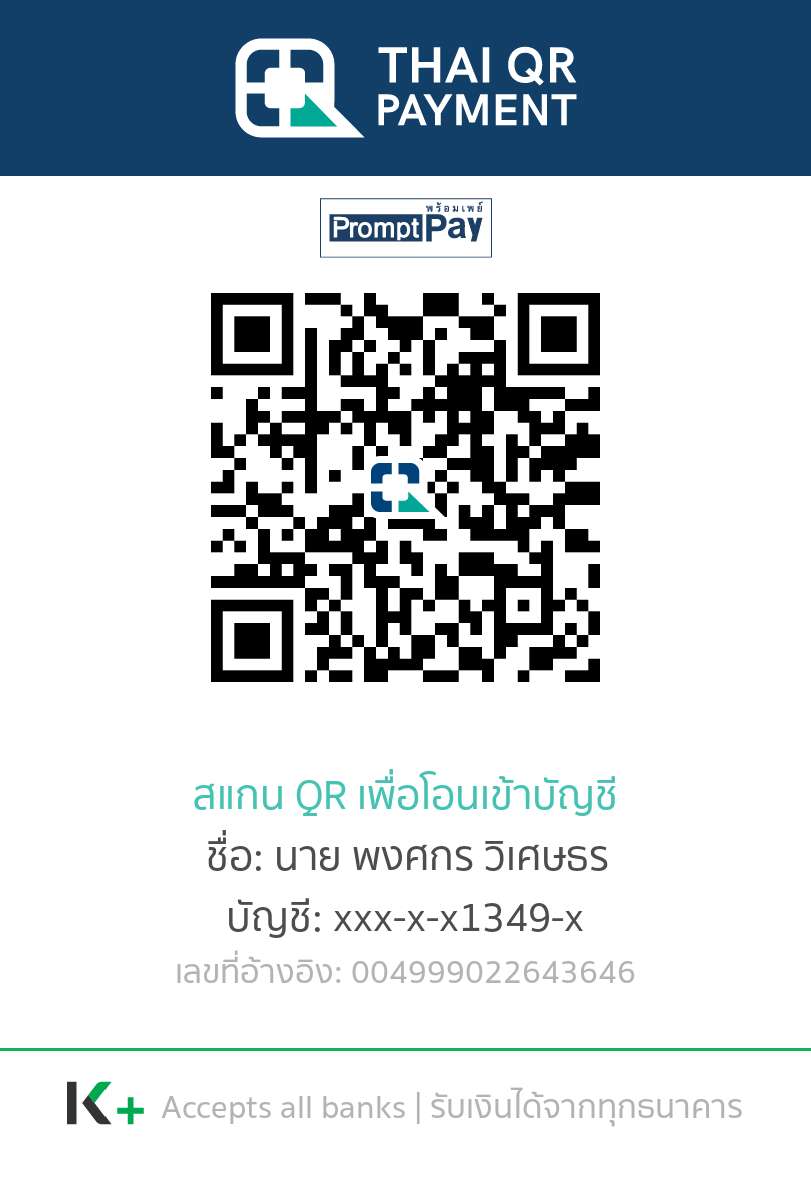 THAI QR
PAYMENT
พร้อมเพย์
PromptPay
สแกน QR เพื่อโอนเข้าบัญชี
ชื่อ: นาย พงศกร วิเศษธร
บัญชี: xxx-x-x1349-x
เลขที่อ้างอิง: 004999022643646
K+ Accepts all banks | รับเงินได้จากทุกธนาคาร